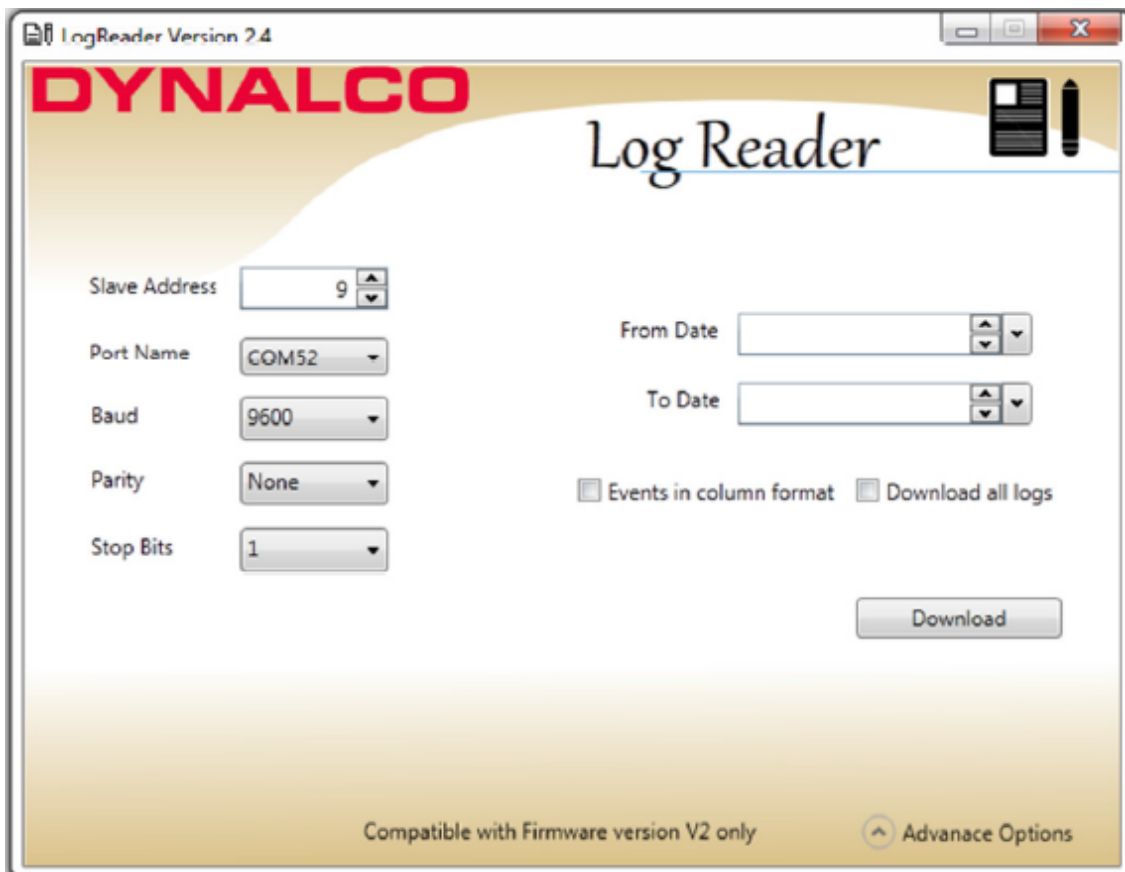 LogReader Version 2.4
DYNALCO
Log Reader
Slave Address 9
Port Name COM52
Baud 9600
Parity None
Stop Bits 1
From Date
To Date
Events in column format Download all logs
Download
Compatible with Firmware version V2 only Advanace Options